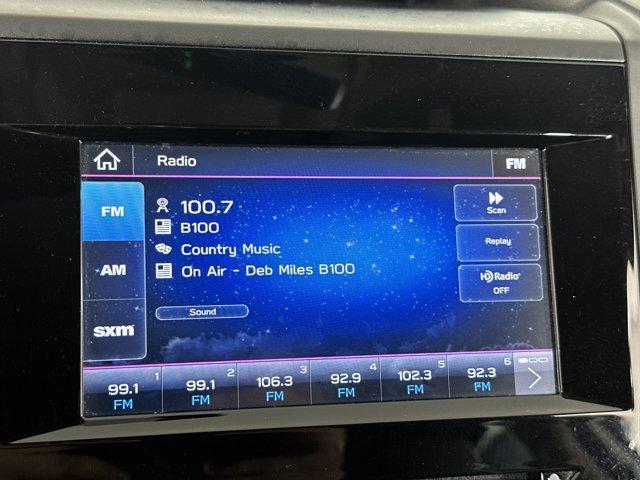 Radio
FM
FM
100.7
Scan
B100
Replay
AM
Country Music
On Air - Deb Miles B100
HD Radio
OFF
sxm
Sound
1 2 3 4 5 6
99.1 99.1 106.3 92.9 102.3 92.3
FM FM FM FM FM FM